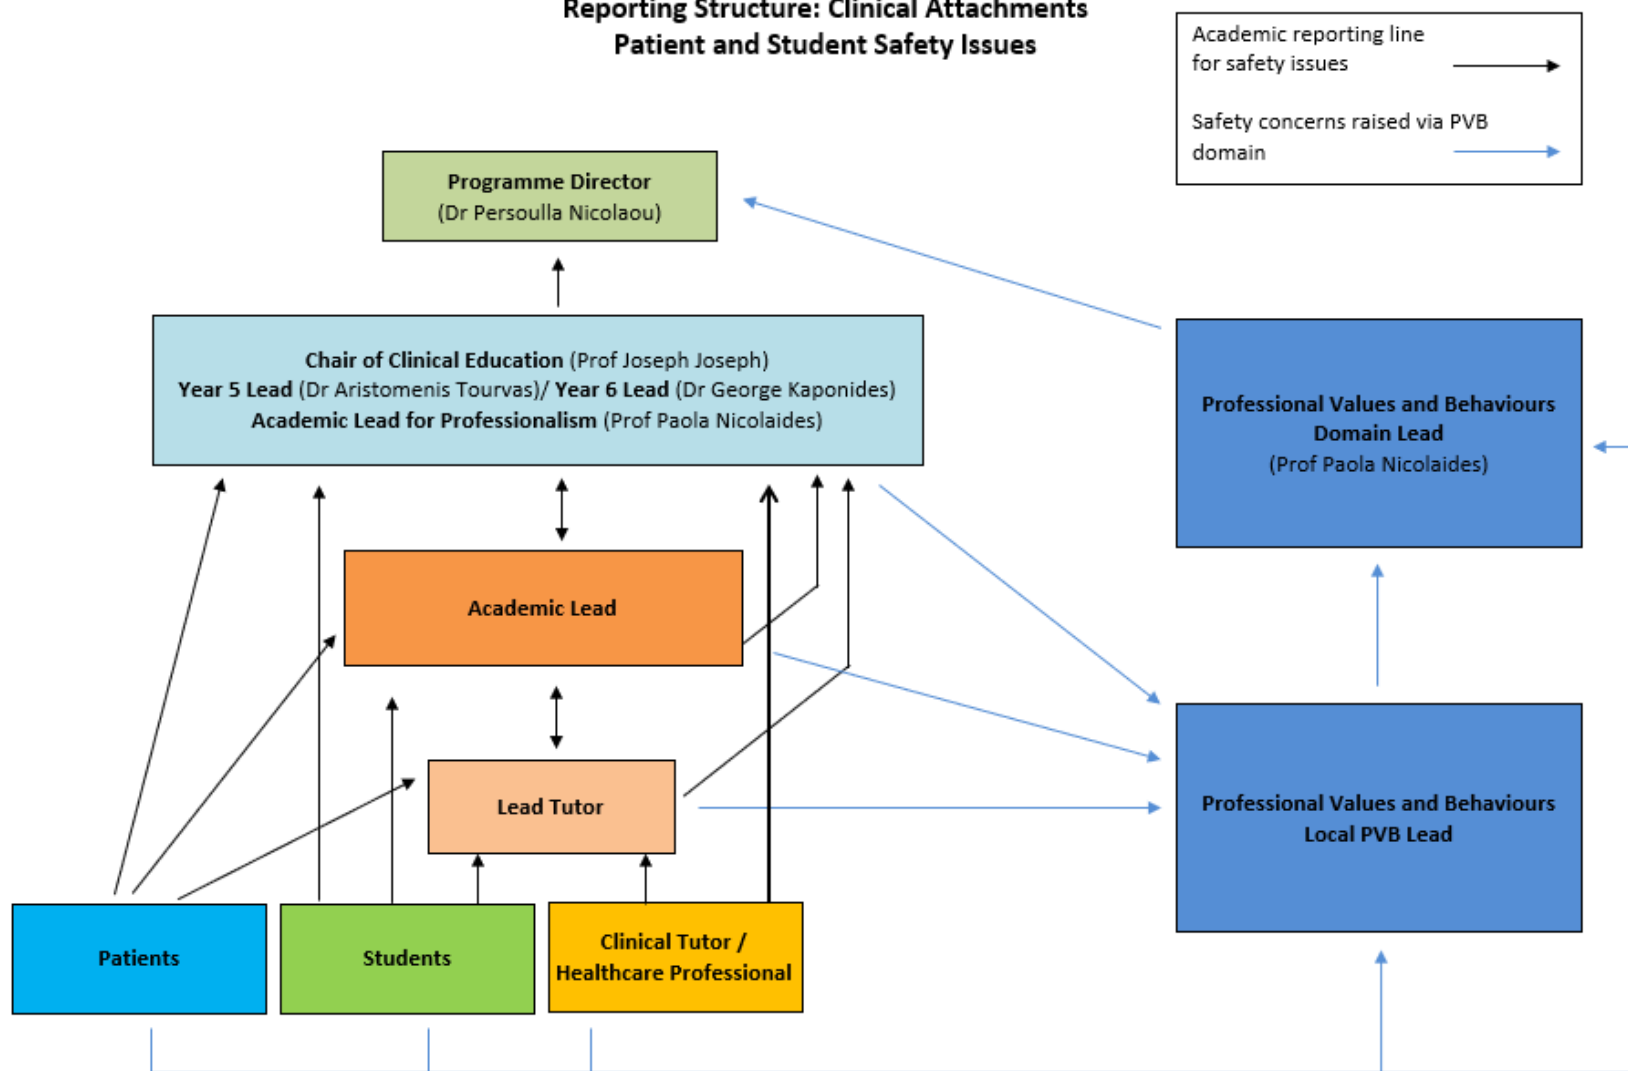 Reporting Structure: Clinical Attachments
Patient and Student Safety Issues
Academic reporting line
for safety issues
Safety concerns raised via PVB
domain
Programme Director
(Dr Persoulla Nicolaou)
Chair of Clinical Education (Prof Joseph Joseph)
Year 5 Lead (Dr Aristomenis Tourvas)/ Year 6 Lead (Dr George Kaponides)
Academic Lead for Professionalism (Prof Paola Nicolaides)
Professional Values and Behaviours
Domain Lead
(Prof Paola Nicolaides)
Academic Lead
Lead Tutor
Professional Values and Behaviours
Local PVB Lead
Patients
Students
Clinical Tutor /
Healthcare Professional